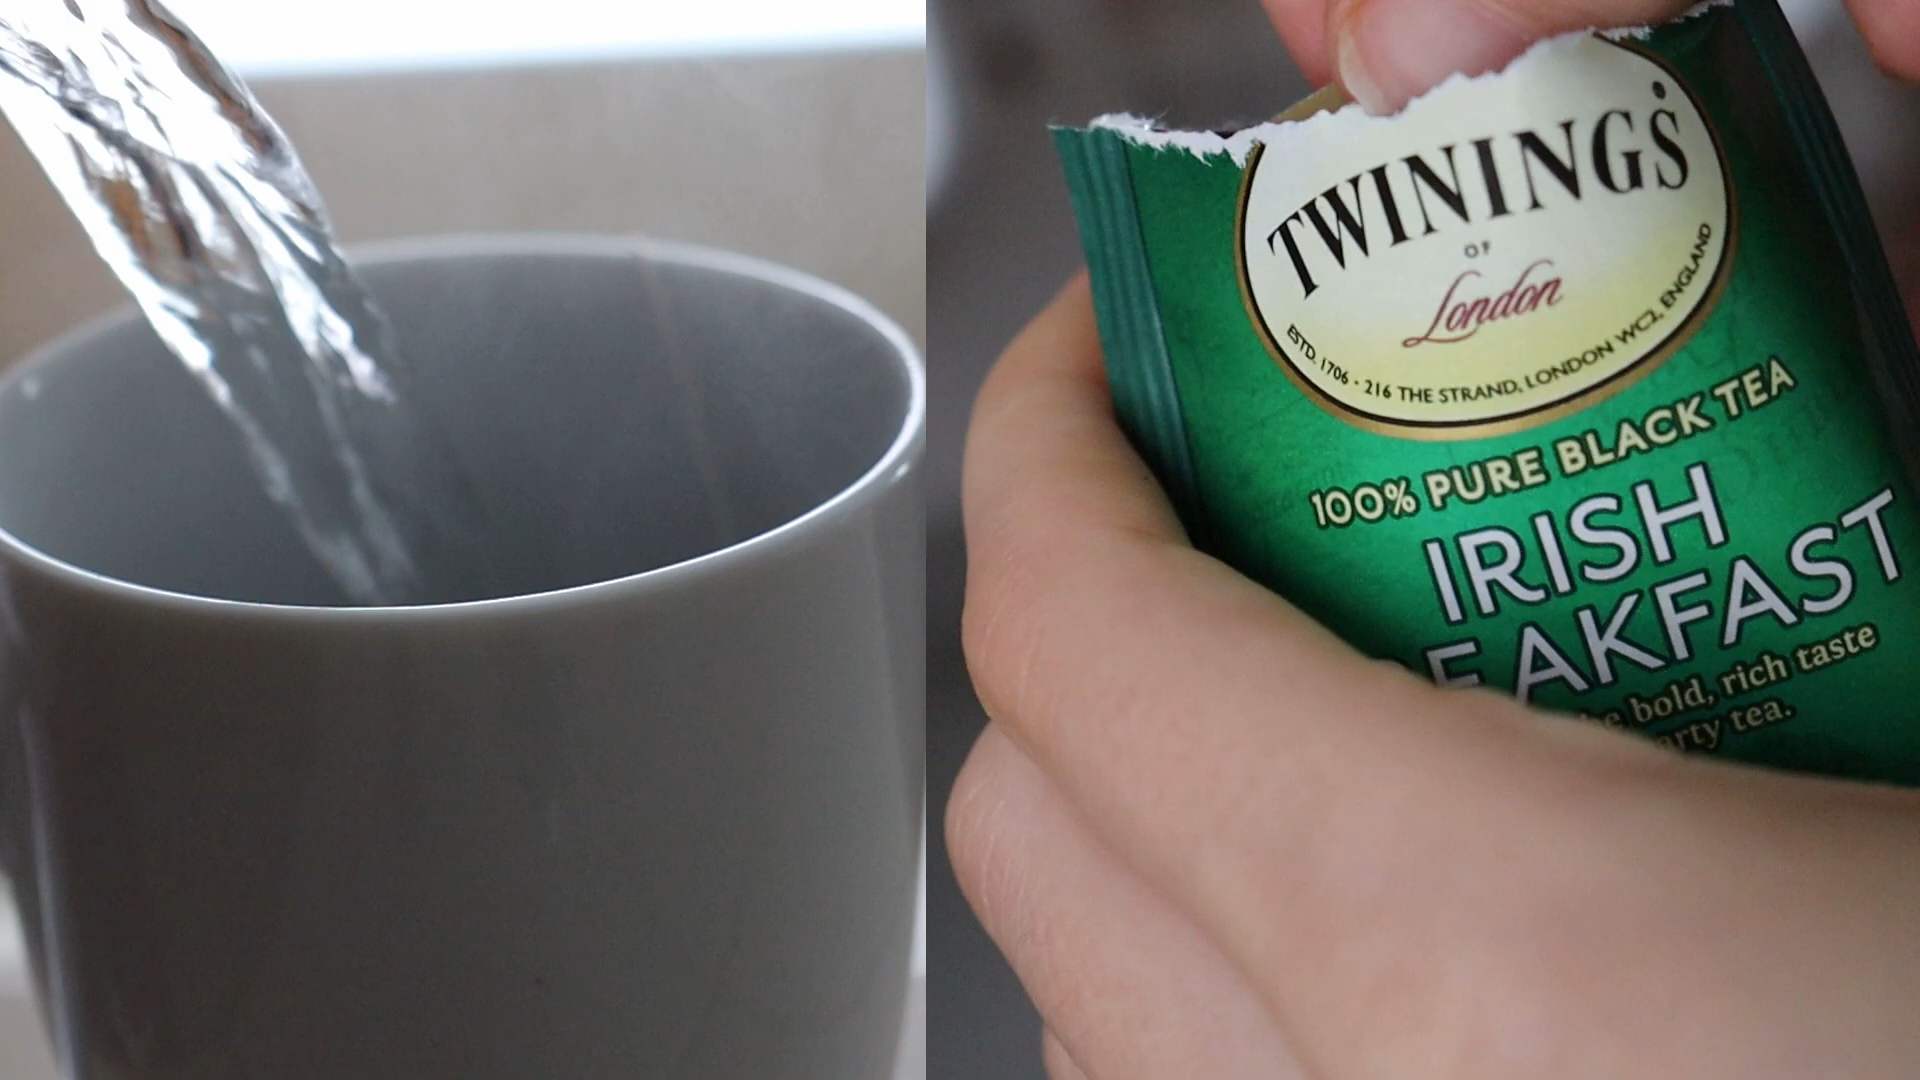 TWININGS
OF
London
ESTD. 1706 · 216 THE STRAND, LONDON WC2, ENGLAND
100% PURE BLACK TEA
IRISH
EAKFAST
bold, rich taste
tea.